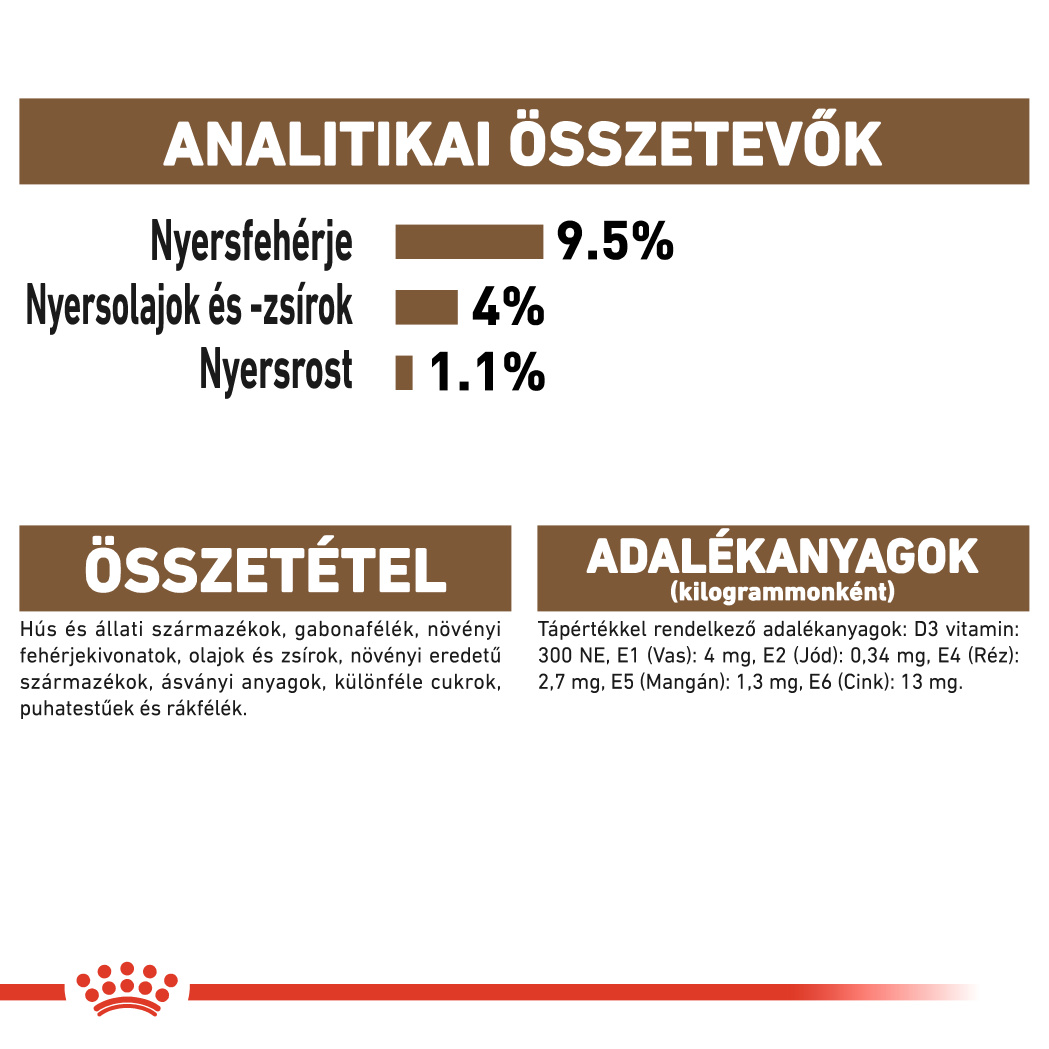 ANALITIKAI ÖSSZETEVŐK
Nyersfehérje 9.5%
Nyersolajok és -zsírok 4%
Nyersrost 1.1%
ÖSSZETÉTEL
Hús és állati származékok, gabonafélék, növényi
fehérjekivonatok, olajok és zsírok, növényi eredetű
származékok, ásványi anyagok, különféle cukrok,
puhatestűek és rákfélék.
ADALÉKANYAGOK
(kilogrammonként)
Tápértékkel rendelkező adalékanyagok: D3 vitamin:
300 NE, E1 (Vas): 4 mg, E2 (Jód): 0,34 mg, E4 (Réz):
2,7 mg, E5 (Mangán): 1,3 mg, E6 (Cink): 13 mg.